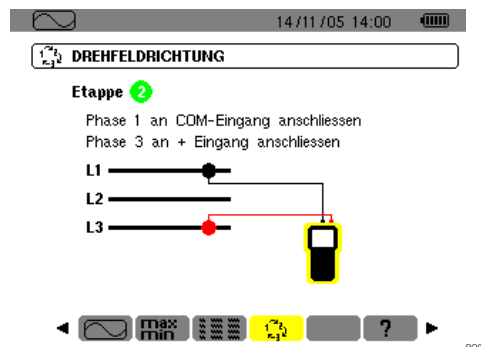 14/11/05 14:00
DREHFELDRICHTUNG
Etappe 2
Phase 1 an COM-Eingang anschliessen
Phase 3 an + Eingang anschliessen
L1
L2
L3
max min ?